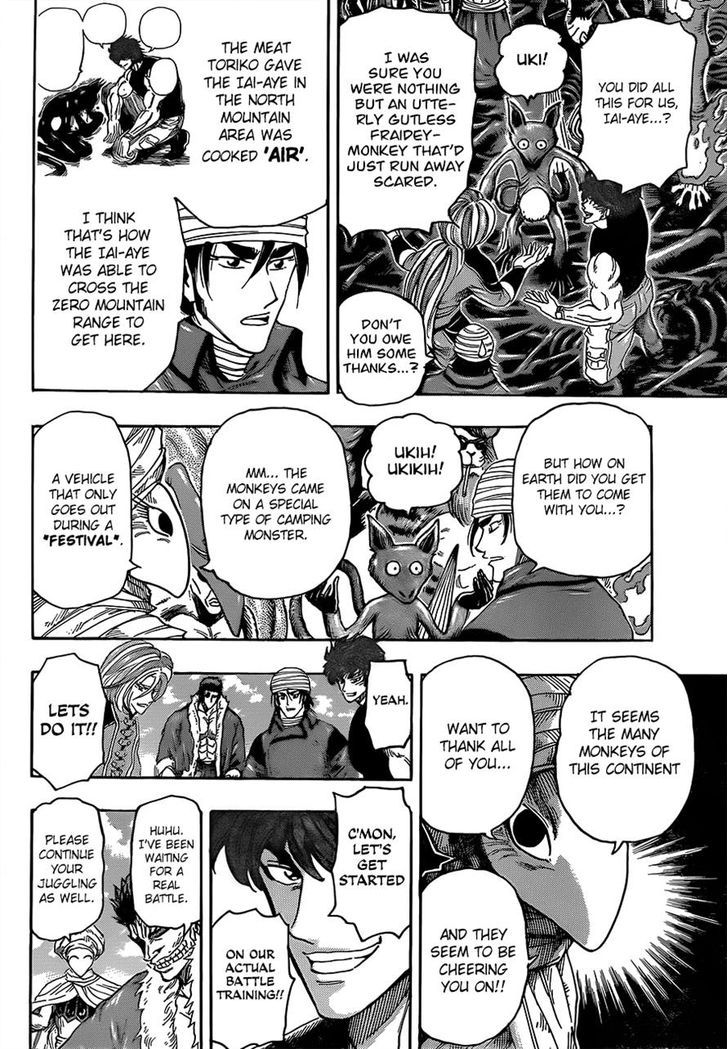 YOU DID ALL
THIS FOR US,
IAI-AYE...?
UKI!
I WAS
SURE YOU
WERE NOTHING
BUT AN UTTE-
RLY GUTLESS
FRAIDEY-
MONKEY THAT'D
JUST RUN AWAY
SCARED.
DON'T
YOU OWE
HIM SOME
THANKS...?
THE MEAT
TORIKO GAVE
THE IAI-AYE IN
THE NORTH
MOUNTAIN
AREA WAS
COOKED 'AIR'.
I THINK
THAT'S HOW
THE IAI-AYE
WAS ABLE TO
CROSS THE
ZERO MOUNTAIN
RANGE TO
GET HERE.
BUT HOW ON
EARTH DID YOU GET
THEM TO COME
WITH YOU...?
UKIH!
UKIKIH!
MM... THE
MONKEYS CAME
ON A SPECIAL
TYPE OF CAMPING
MONSTER.
A VEHICLE
THAT ONLY
GOES OUT
DURING A
"FESTIVAL".
IT SEEMS
THE MANY
MONKEYS OF
THIS CONTINENT
WANT TO
THANK ALL
OF YOU...
AND THEY
SEEM TO BE
CHEERING
YOU ON!!
YEAH.
LETS
DO IT!!
C'MON,
LET'S
GET
STARTED
ON OUR
ACTUAL
BATTLE
TRAINING!!
HUHU.
I'VE BEEN
WAITING
FOR A
REAL
BATTLE.
PLEASE
CONTINUE
YOUR
JUGGLING
AS WELL.